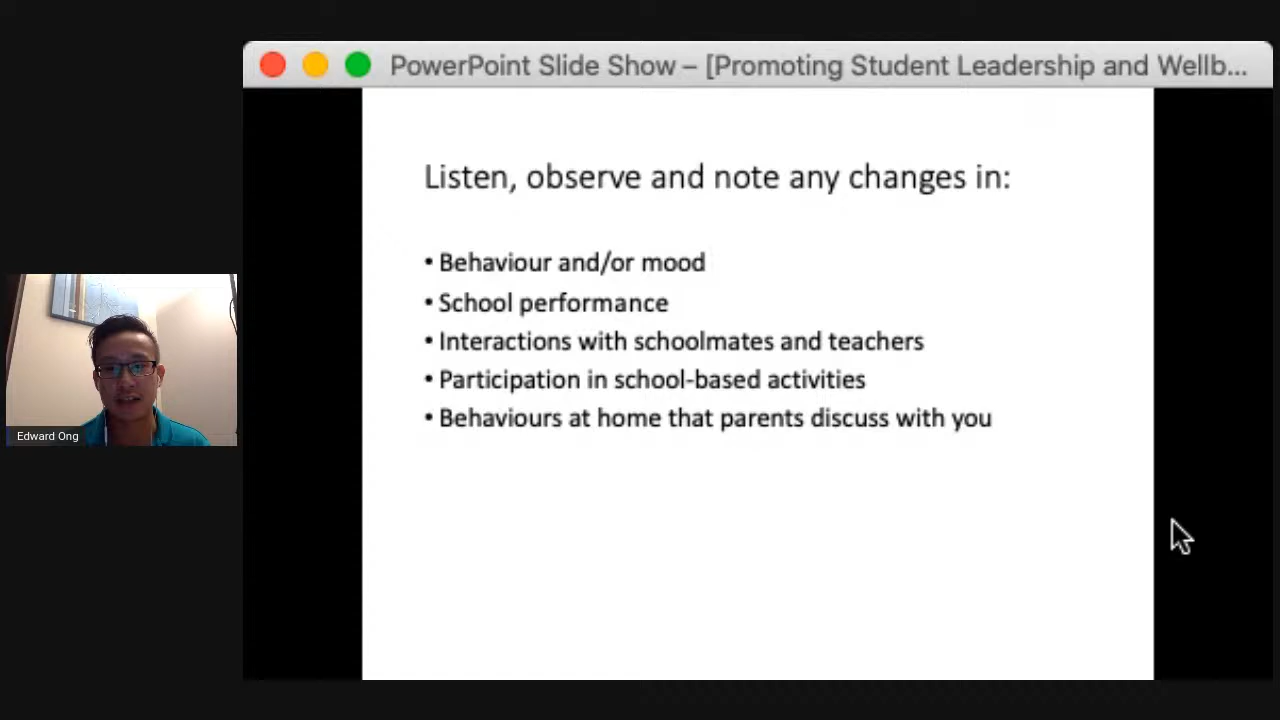 PowerPoint Slide Show – [Promoting Student Leadership and Wellb...
Listen, observe and note any changes in:
• Behaviour and/or mood
• School performance
• Interactions with schoolmates and teachers
• Participation in school-based activities
• Behaviours at home that parents discuss with you
Edward Ong